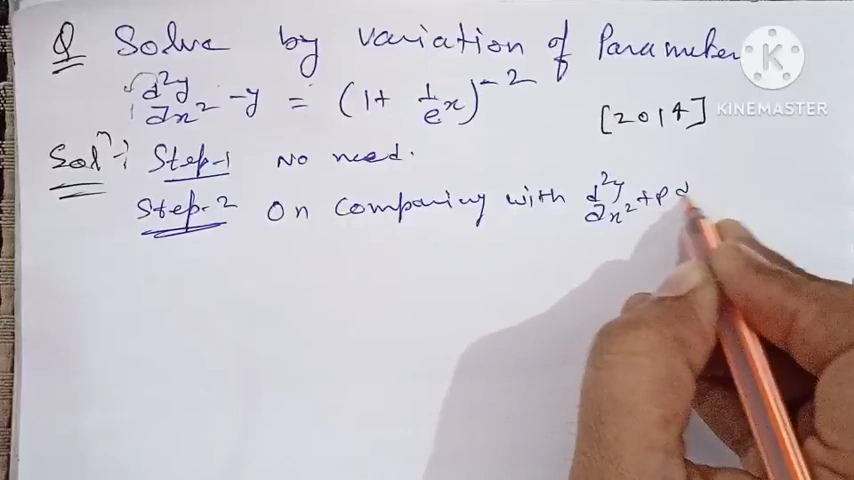 Q Solve by variation of Parameter
d²y/dx² - y = (1 + 1/eˣ)⁻²
[2014]
K
KINEMASTER
Solⁿ:- Step-1 No need.
Step-2 On comparing with d²y/dx² + P d